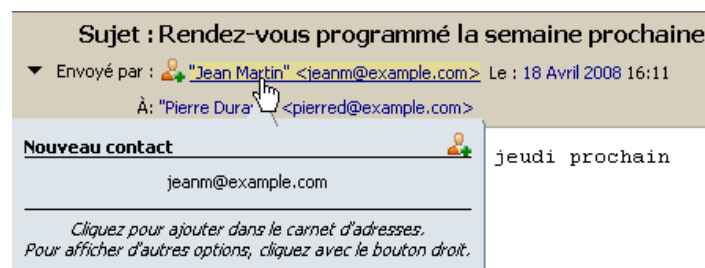 Sujet : Rendez-vous programmé la semaine prochaine
Envoyé par : "Jean Martin" <jeanm@example.com> Le : 18 Avril 2008 16:11
À: "Pierre <pierred@example.com>
Nouveau contact
jeudi prochain
jeanm@example.com
Cliquez pour ajouter dans le carnet d'adresses.
Pour afficher d'autres options, cliquez avec le bouton droit.